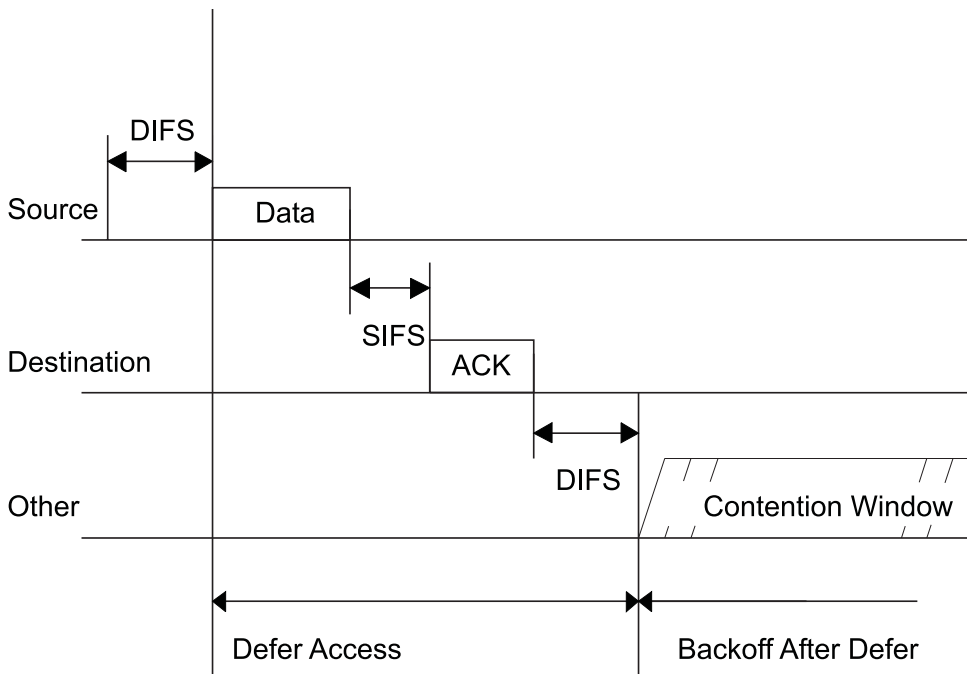 DIFS
Source
Data
SIFS
Destination
ACK
DIFS
Other
Contention Window
Defer Access
Backoff After Defer